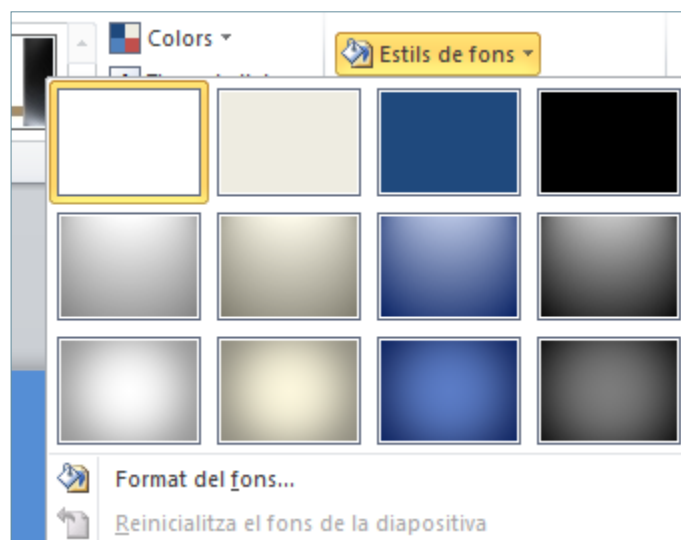 Colors
Estils de fons
Format del fons...
Reinicialitza el fons de la diapositiva